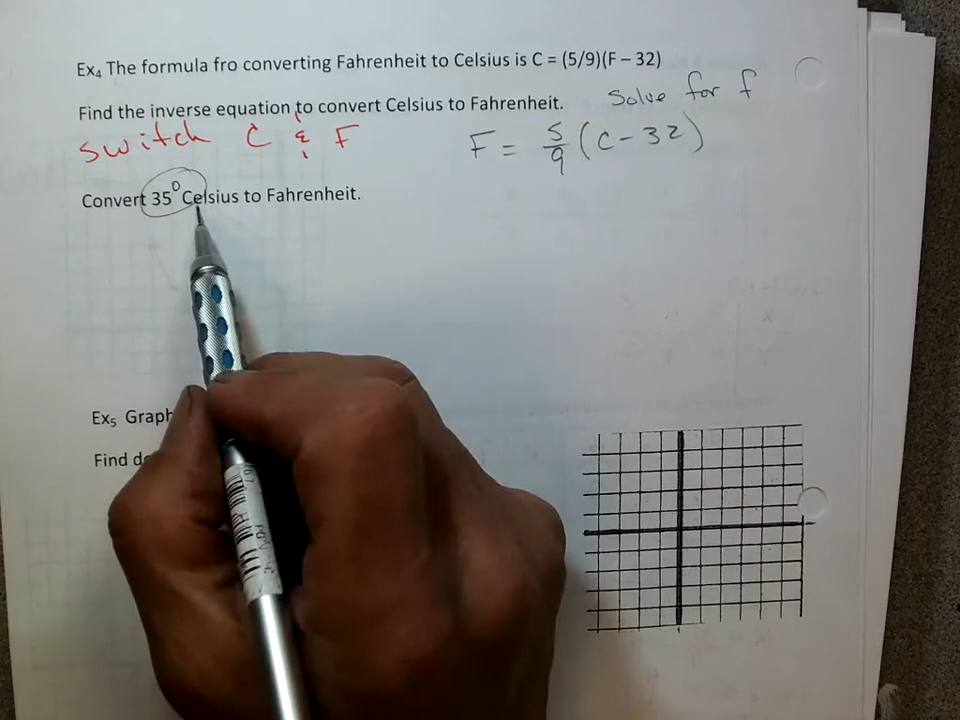 Ex₄ The formula fro converting Fahrenheit to Celsius is C = (5/9)(F – 32)
Find the inverse equation to convert Celsius to Fahrenheit. Solve for f
switch C & F F = 5/9 (C - 32)
Convert 35° Celsius to Fahrenheit.
Ex₅ Graph
Find